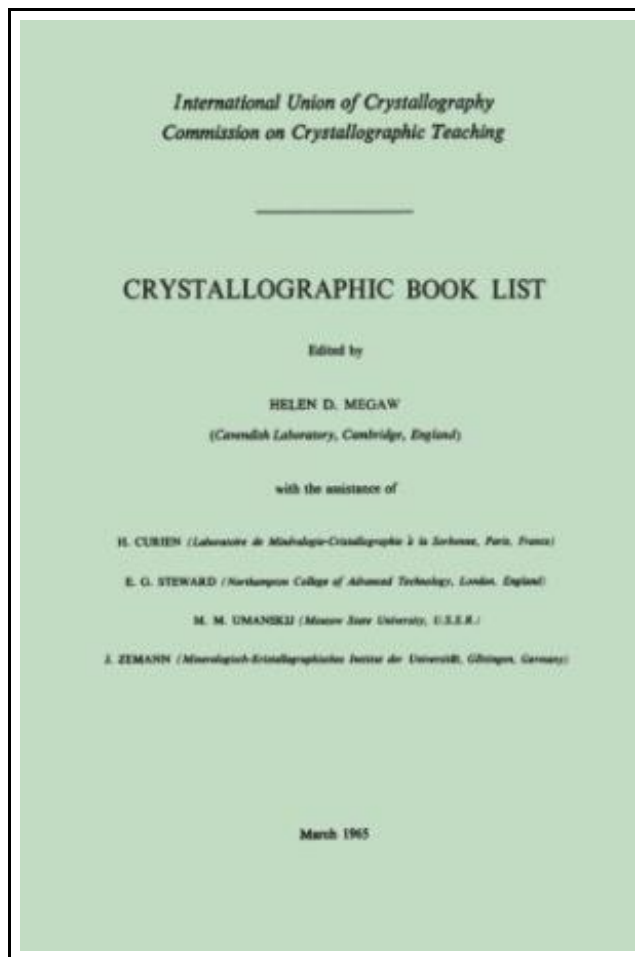 International Union of Crystallography
Commission on Crystallographic Teaching
CRYSTALLOGRAPHIC BOOK LIST
Edited by
HELEN D. MEGAW
(Cavendish Laboratory, Cambridge, England)
with the assistance of
H. CURIEN (Laboratoire de Minéralogie-Cristallographie à la Sorbonne, Paris, France)
E. G. STEWARD (Northampton College of Advanced Technology, London, England)
M. M. UMANSKIJ (Moscow State University, U.S.S.R.)
J. ZEMANN (Mineralogisch-Kristallographisches Institut der Universität, Göttingen, Germany)
March 1965